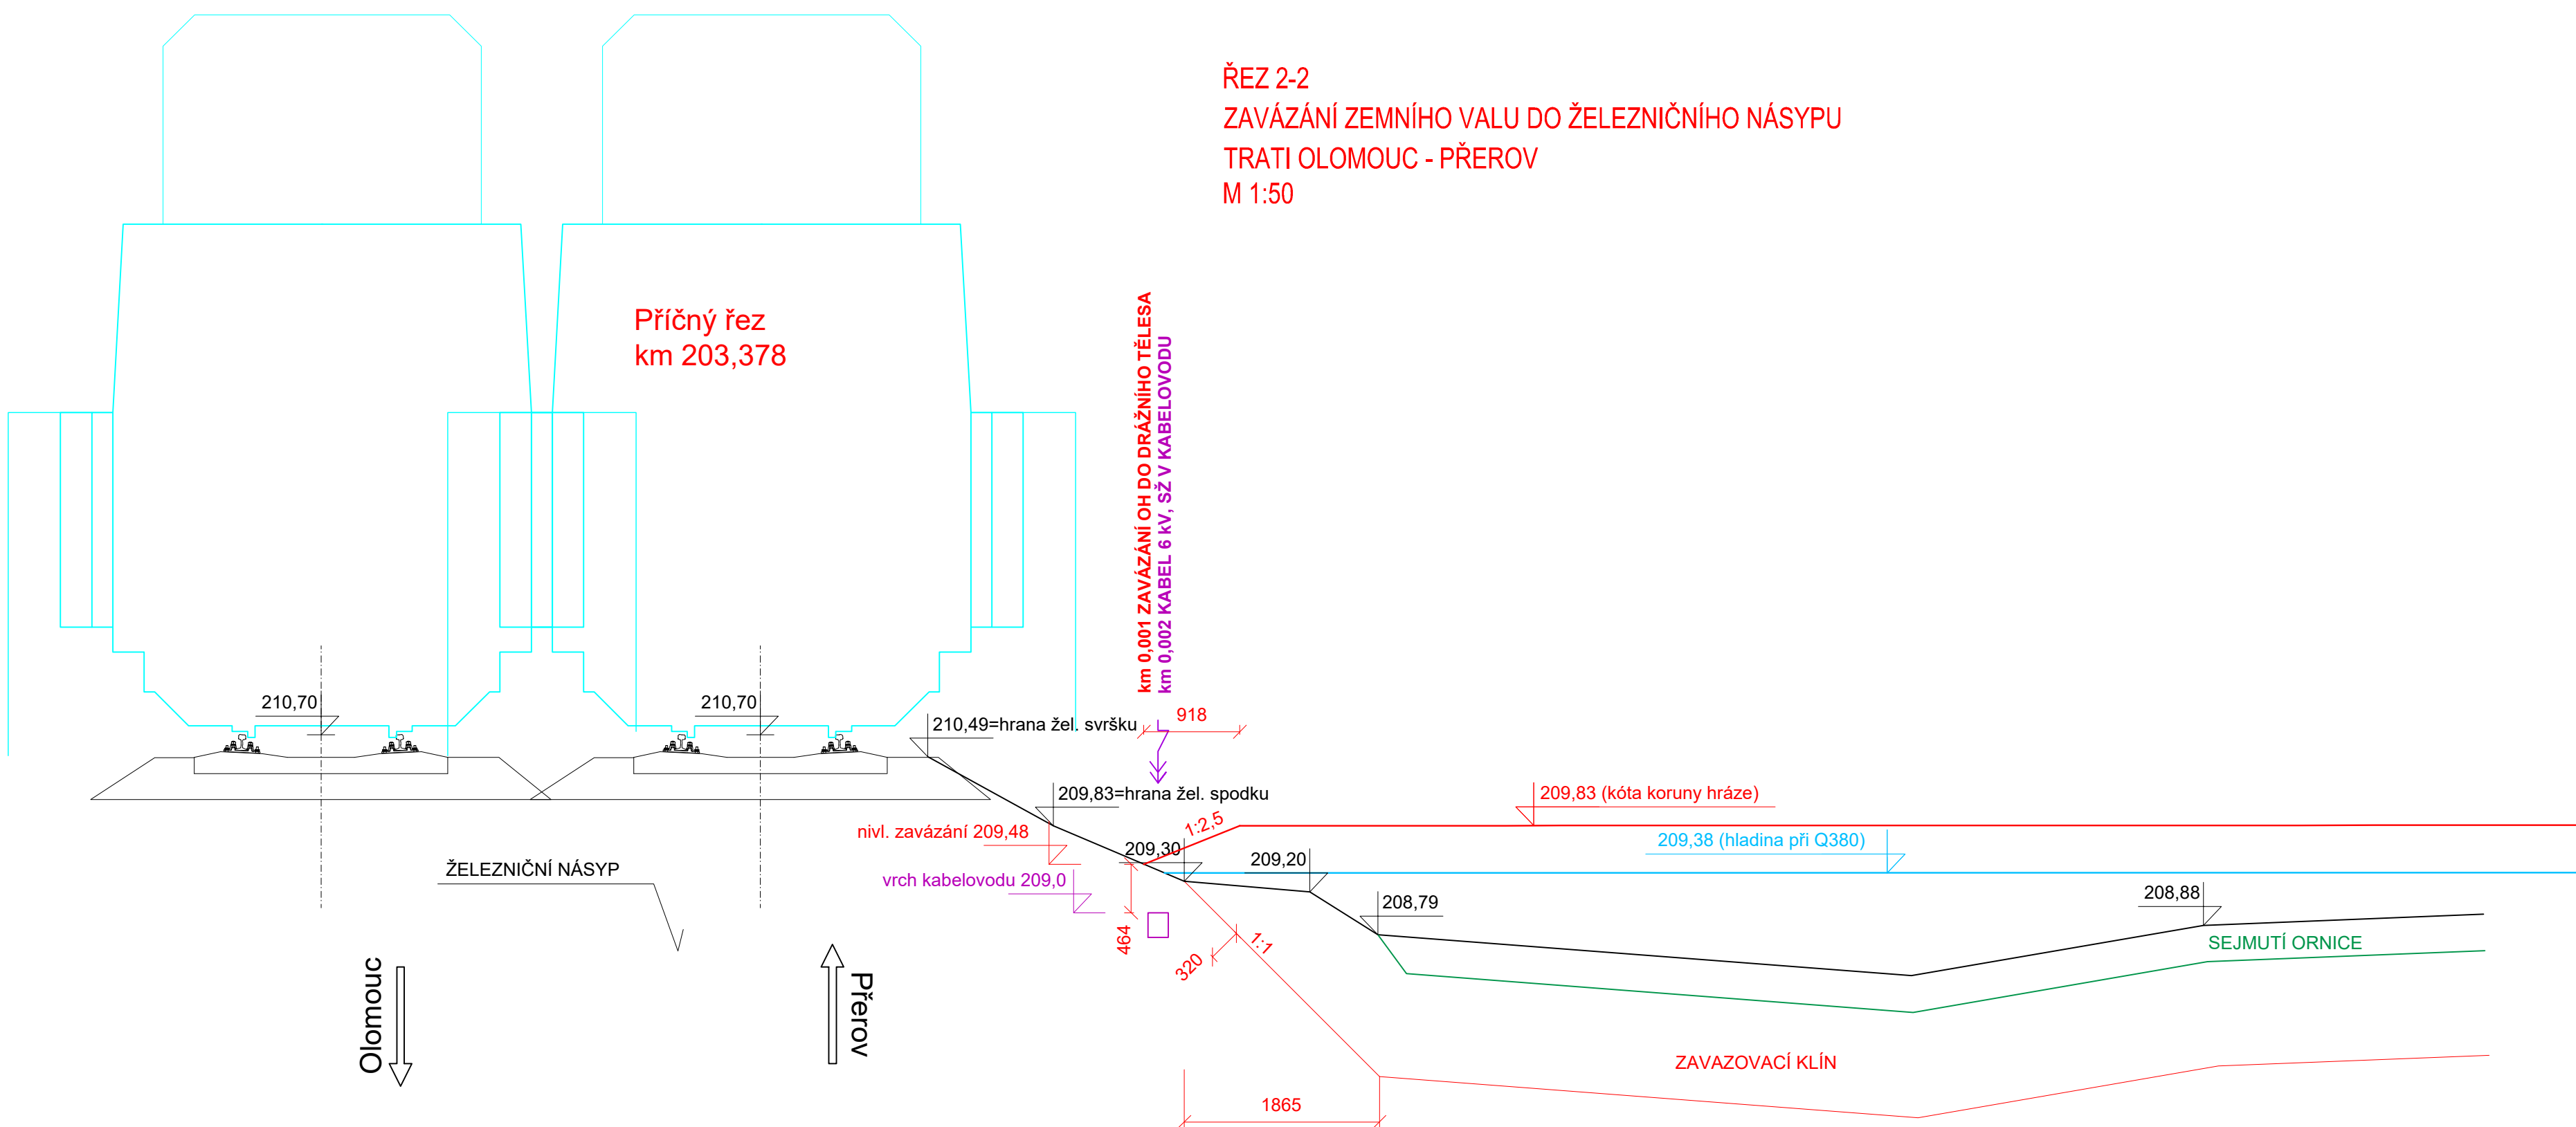 ŘEZ 2-2
ZAVÁZÁNÍ ZEMNÍHO VALU DO ŽELEZNIČNÍHO NÁSYPU
TRATI OLOMOUC - PŘEROV
M 1:50
Příčný řez
km 203,378
km 0,001 ZAVÁZÁNÍ OH DO DRÁŽNÍHO TĚLESA
km 0,002 KABEL 6 kV, SŽ V KABELOVODU
210,70
210,70
210,49=hrana žel. svršku
918
209,83=hrana žel. spodku
209,83 (kóta koruny hráze)
1:2,5
nivl. zavázání 209,48
209,38 (hladina při Q380)
209,30
209,20
ŽELEZNIČNÍ NÁSYP
vrch kabelovodu 209,0
208,79
208,88
464
1:1
320
SEJMUTÍ ORNICE
Olomouc
Přerov
ZAVAZOVACÍ KLÍN
1865